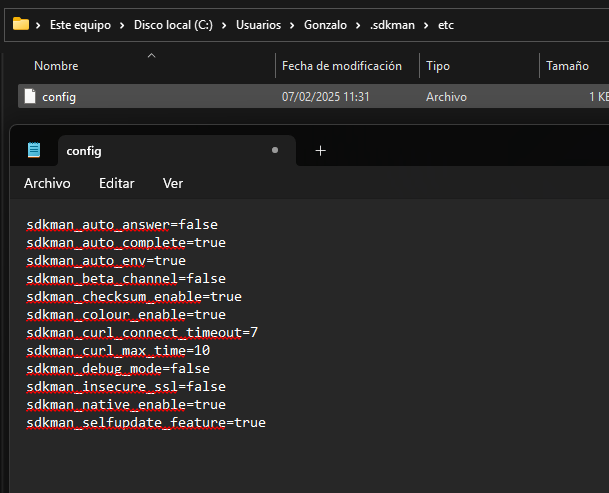 Este equipo > Disco local (C:) > Usuarios > Gonzalo > .sdkman > etc
Nombre Fecha de modificación Tipo Tamaño
config 07/02/2025 11:31 Archivo 1 KE
config
Archivo Editar Ver
sdkman_auto_answer=false
sdkman_auto_complete=true
sdkman_auto_env=true
sdkman_beta_channel=false
sdkman_checksum_enable=true
sdkman_colour_enable=true
sdkman_curl_connect_timeout=7
sdkman_curl_max_time=10
sdkman_debug_mode=false
sdkman_insecure_ssl=false
sdkman_native_enable=true
sdkman_selfupdate_feature=true